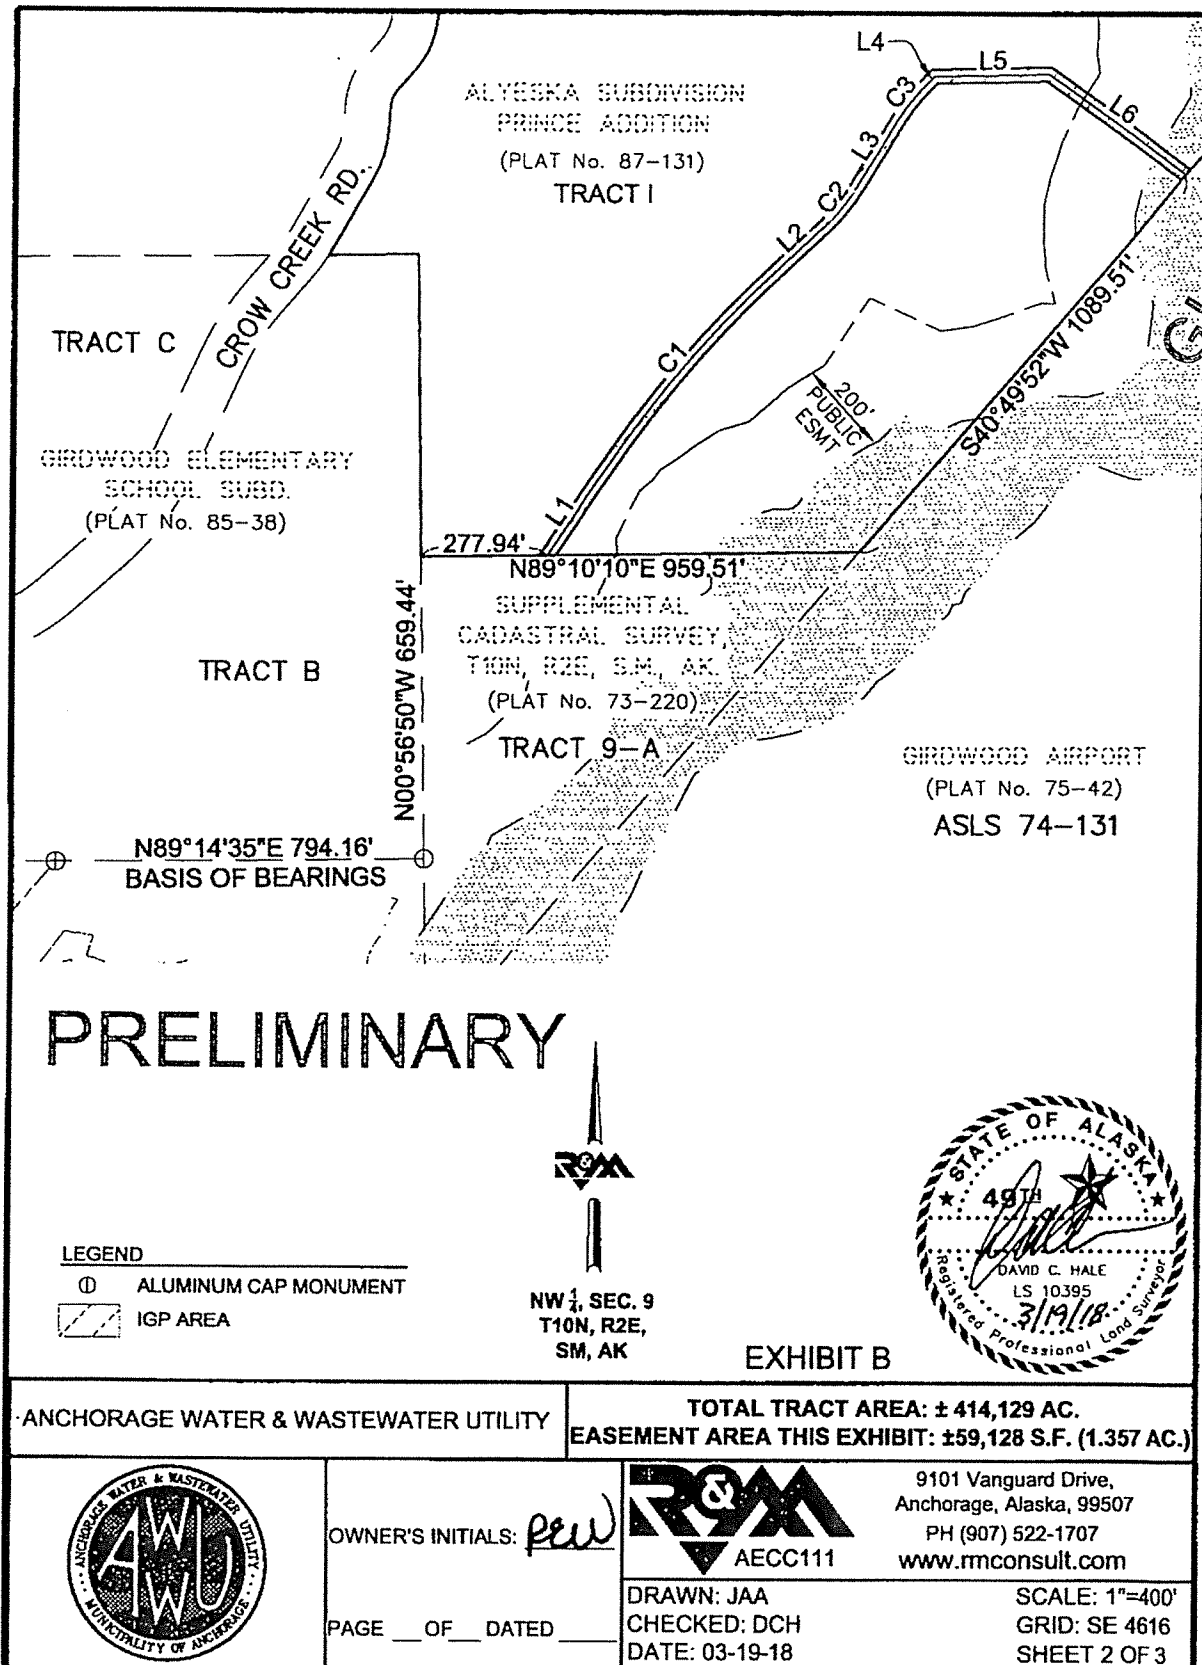 L4
L5
L6
C3
L3
C2
L2
C1
L1
ALYESKA SUBDIVISION
PRINCE ADDITION
(PLAT No. 87-131)
TRACT I
CROW CREEK RD.
TRACT C
GIRDWOOD ELEMENTARY
SCHOOL SUBD.
(PLAT No. 85-38)
200'
PUBLIC
ESMT
S40°49'52"W 1089.51'
277.94'
N89°10'10"E 959.51'
SUPPLEMENTAL
CADASTRAL SURVEY,
T10N, R2E, S.M., AK.
(PLAT No. 73-220)
TRACT 9-A
N00°56'50"W 659.44'
TRACT B
GIRDWOOD AIRPORT
(PLAT No. 75-42)
ASLS 74-131
N89°14'35"E 794.16'
BASIS OF BEARINGS
PRELIMINARY
R&M
LEGEND
ALUMINUM CAP MONUMENT
IGP AREA
NW 1/4, SEC. 9
T10N, R2E,
SM, AK
EXHIBIT B
STATE OF ALASKA
49TH
DAVID C. HALE
LS 10395
3/19/18
Registered Professional Land Surveyor
ANCHORAGE WATER & WASTEWATER UTILITY
TOTAL TRACT AREA: ± 414,129 AC.
EASEMENT AREA THIS EXHIBIT: ±59,128 S.F. (1.357 AC.)
ANCHORAGE WATER & WASTEWATER UTILITY
AWWU
MUNICIPALITY OF ANCHORAGE
OWNER'S INITIALS:
PAGE __ OF __ DATED ____
R&M
AECC111
9101 Vanguard Drive,
Anchorage, Alaska, 99507
PH (907) 522-1707
www.rmconsult.com
DRAWN: JAA
CHECKED: DCH
DATE: 03-19-18
SCALE: 1"=400'
GRID: SE 4616
SHEET 2 OF 3